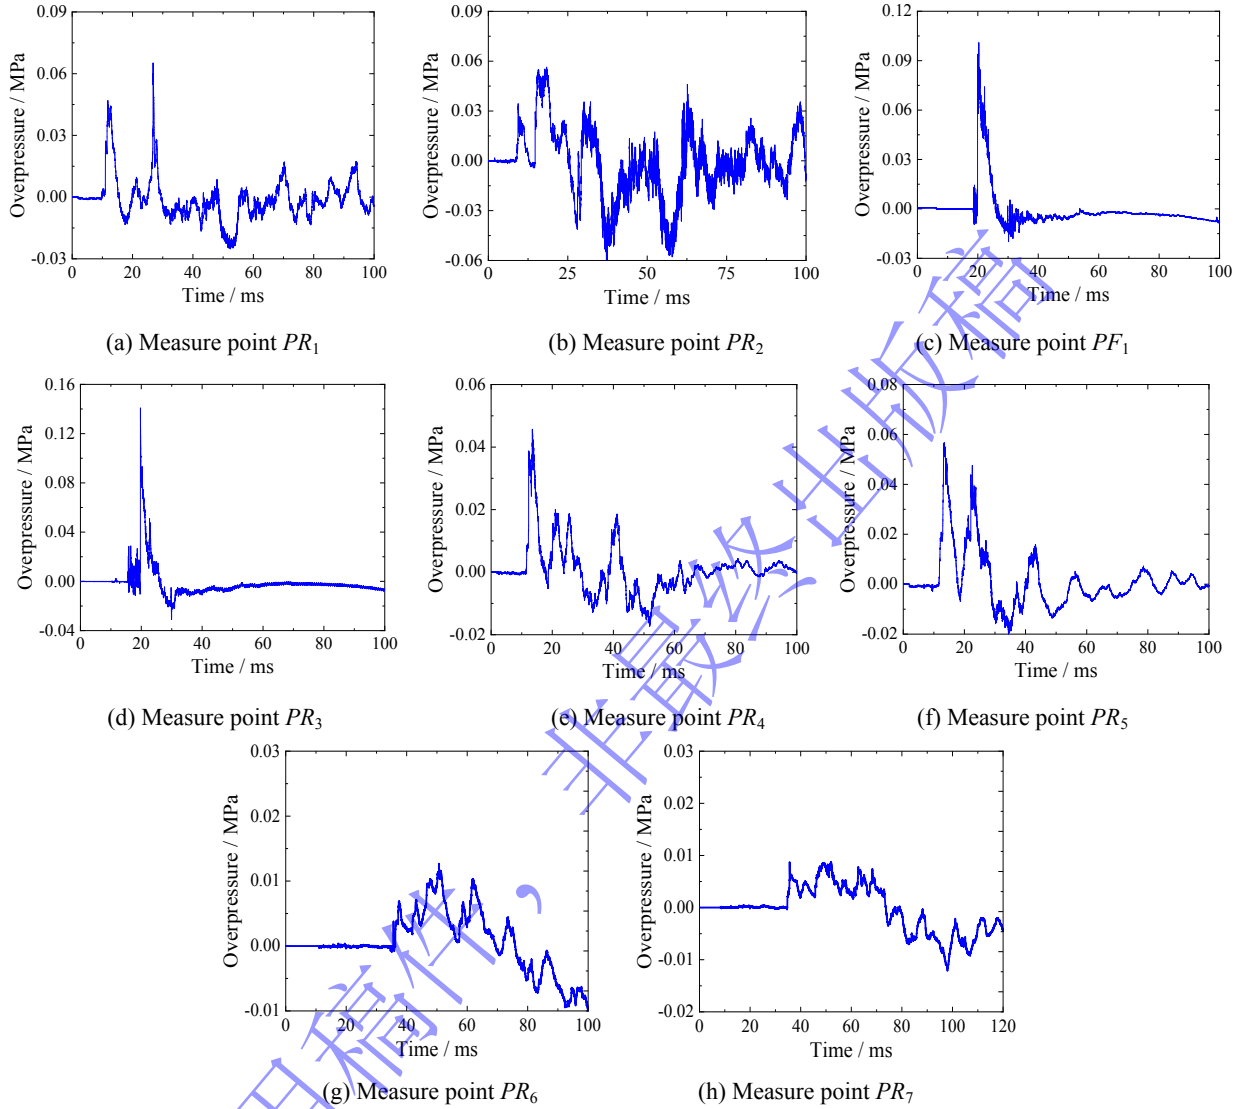 0.09
0.06
0.03
0.00
-0.03
0 20 40 60 80 100
Overpressure / MPa
Time / ms
(a) Measure point PR1
0.09
0.06
0.03
0.00
-0.03
-0.06
0 25 50 75 100
Overpressure / MPa
Time / ms
(b) Measure point PR2
0.12
0.09
0.06
0.03
0.00
-0.03
0 20 40 60 80 100
Overpressure / MPa
Time / ms
(c) Measure point PF1
0.16
0.12
0.08
0.04
0.00
-0.04
0 20 40 60 80 100
Overpressure / MPa
Time / ms
(d) Measure point PR3
0.06
0.04
0.02
0.00
-0.02
0 20 40 60 80 100
Overpressure / MPa
Time / ms
(e) Measure point PR4
0.08
0.06
0.04
0.02
0.00
-0.02
0 20 40 60 80 100
Overpressure / MPa
Time / ms
(f) Measure point PR5
0.03
0.02
0.01
0.00
-0.01
0 20 40 60 80 100
Overpressure / MPa
Time / ms
(g) Measure point PR6
0.03
0.02
0.01
0.00
-0.01
-0.02
0 20 40 60 80 100 120
Overpressure / MPa
Time / ms
(h) Measure point PR7
稿件，非最终出版稿